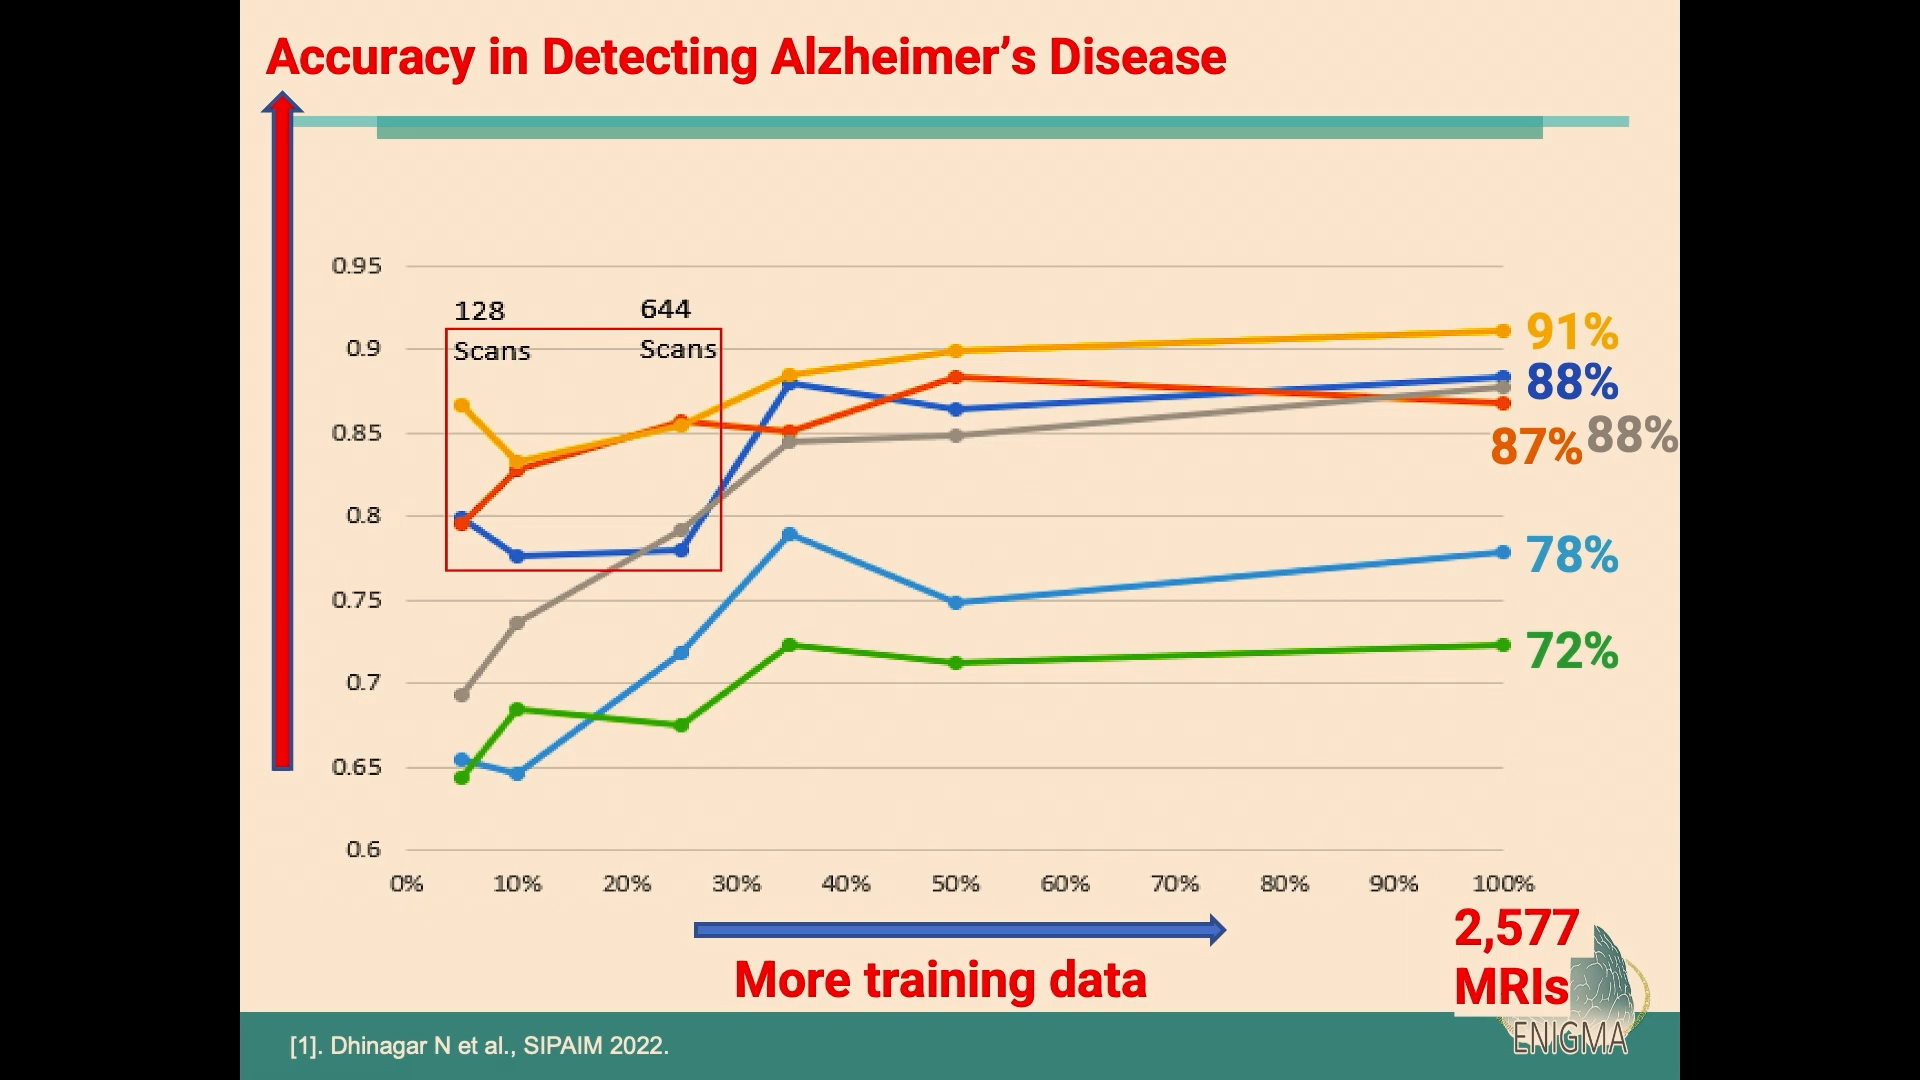 Accuracy in Detecting Alzheimer's Disease
0.95
128 644
91%
0.9
Scans Scans
88%
0.85
87% 88%
0.8
78%
0.75
72%
0.7
0.65
0.6
0% 10% 20% 30% 40% 50% 60% 70% 80% 90% 100%
2,577
More training data
MRIs
[1]. Dhinagar N et al., SIPAIM 2022.
ENIGMA